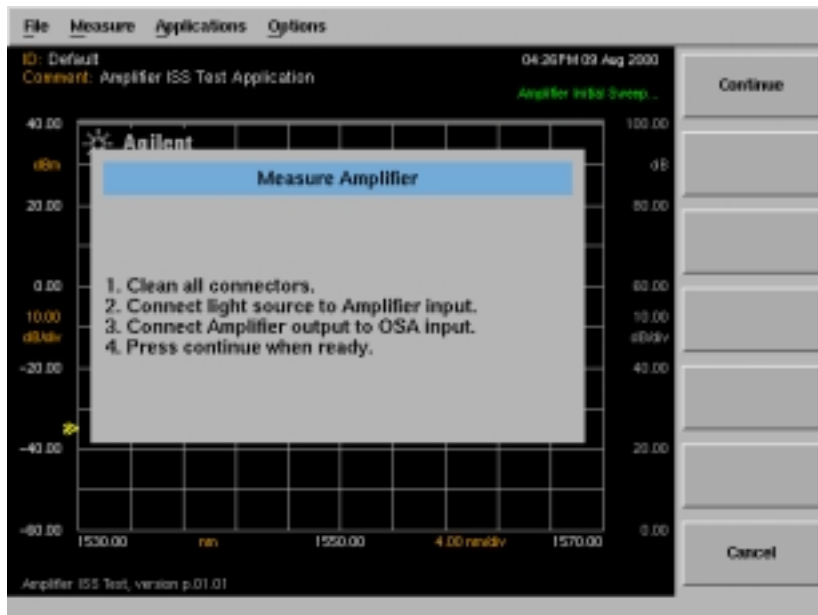 File Measure Applications Options
ID: Default
Comment: Amplifier ISS Test Application
04:26PM 09 Aug 2000
Amplifier Initial Sweep...
Continue
40.00
100.00
Agilent
dBm
dB
Measure Amplifier
20.00
80.00
0.00
60.00
1. Clean all connectors.
2. Connect light source to Amplifier input.
3. Connect Amplifier output to OSA input.
4. Press continue when ready.
10.00
dB/div
10.00
dB/div
-20.00
40.00
-40.00
20.00
-60.00
0.00
1530.00 nm 1550.00 4.00 nm/div 1570.00
Cancel
Amplifier ISS Test, version p.01.01